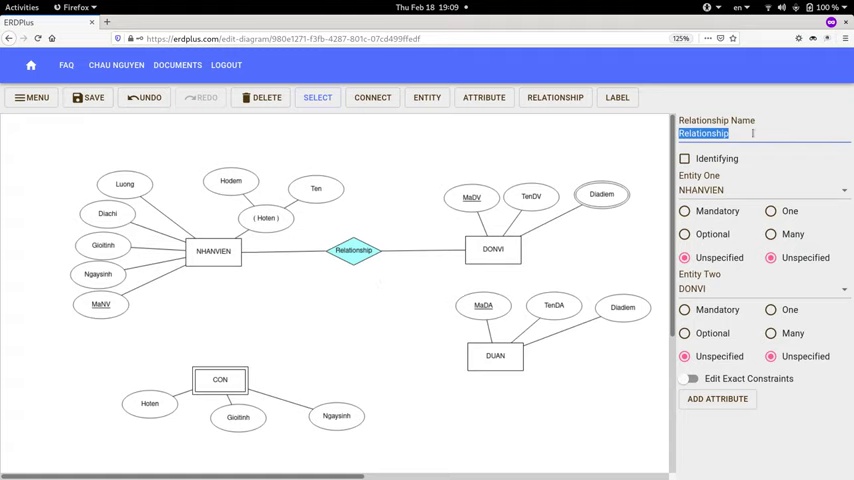 Activities
Firefox
Thu Feb 18 19:09
en
100 %
ERDPlus
https://erdplus.com/edit-diagram/980e1271-f3fb-4287-801c-07cd499ffedf
125%
FAQ
CHAU NGUYEN
DOCUMENTS
LOGOUT
MENU
SAVE
UNDO
REDO
DELETE
SELECT
CONNECT
ENTITY
ATTRIBUTE
RELATIONSHIP
LABEL
Relationship Name
Relationship
Identifying
Entity One
NHANVIEN
Mandatory
One
Optional
Many
Unspecified
Unspecified
Entity Two
DONVI
Mandatory
One
Optional
Many
Unspecified
Unspecified
Edit Exact Constraints
ADD ATTRIBUTE
Luong
Hodem
Ten
Diachi
( Hoten )
Gioitinh
NHANVIEN
Ngaysinh
MaNV
Relationship
MaDV
TenDV
Diadiem
DONVI
MaDA
TenDA
Diadiem
DUAN
CON
Hoten
Gioitinh
Ngaysinh